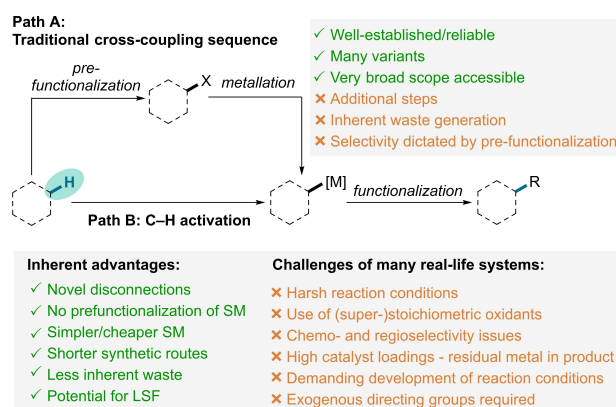 Path A:
Traditional cross-coupling sequence
pre-
functionalization
X
metallation
✓ Well-established/reliable
✓ Many variants
✓ Very broad scope accessible
✕ Additional steps
✕ Inherent waste generation
✕ Selectivity dictated by pre-functionalization
H
Path B: C–H activation
[M]
functionalization
R
Inherent advantages:
✓ Novel disconnections
✓ No prefunctionalization of SM
✓ Simpler/cheaper SM
✓ Shorter synthetic routes
✓ Less inherent waste
✓ Potential for LSF
Challenges of many real-life systems:
✕ Harsh reaction conditions
✕ Use of (super-)stoichiometric oxidants
✕ Chemo- and regioselectivity issues
✕ High catalyst loadings - residual metal in product
✕ Demanding development of reaction conditions
✕ Exogenous directing groups required